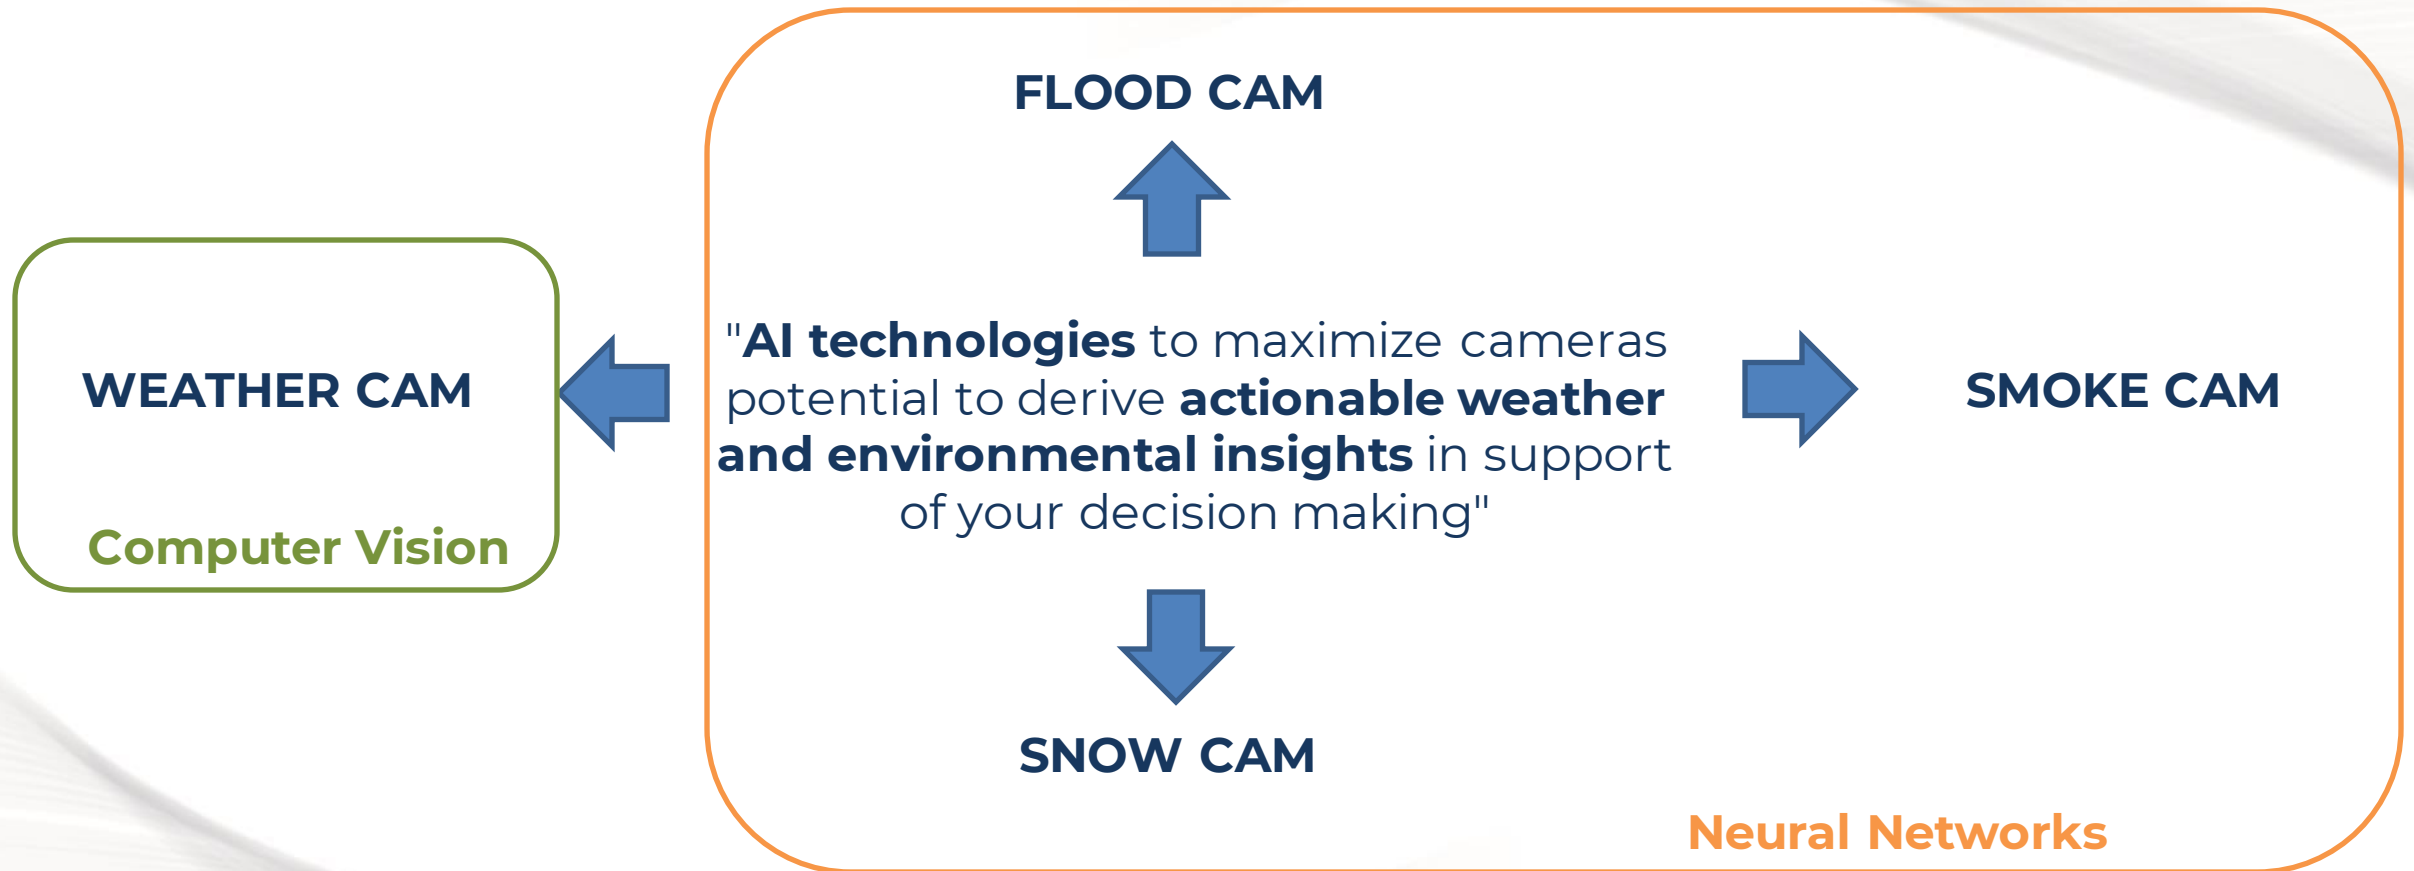 FLOOD CAM
WEATHER CAM
Computer Vision
"AI technologies to maximize cameras
potential to derive actionable weather
and environmental insights in support
of your decision making"
SMOKE CAM
SNOW CAM
Neural Networks